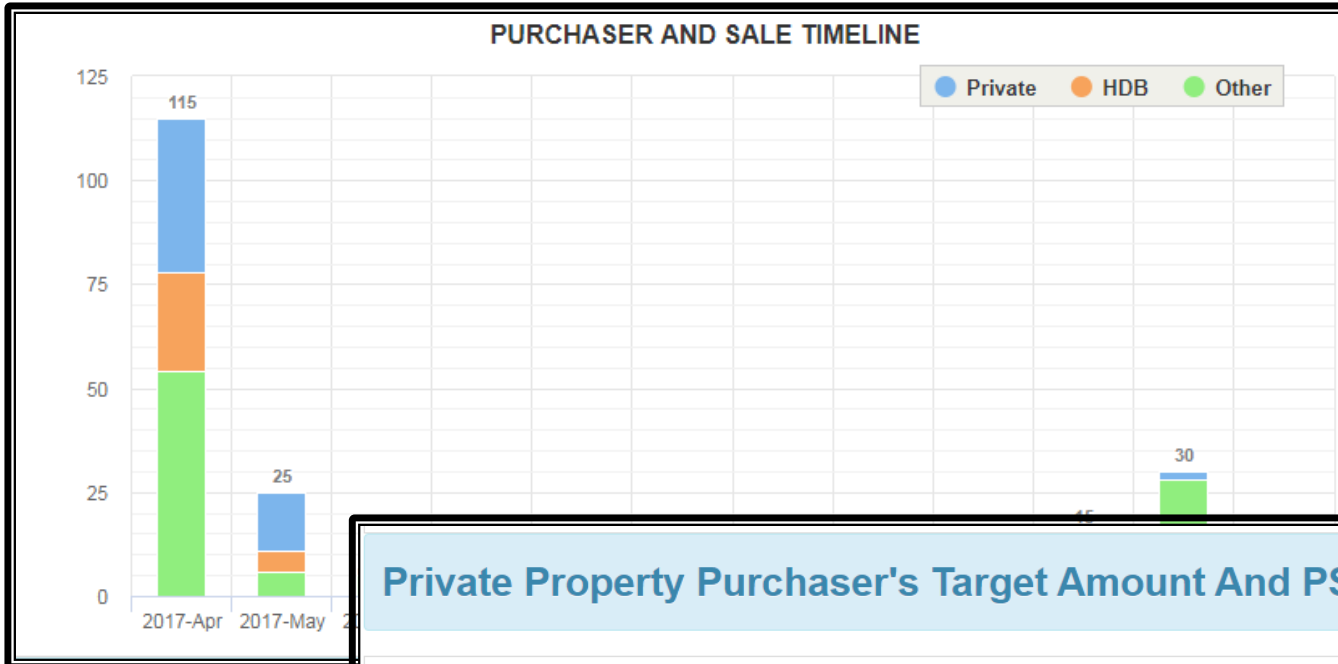 PURCHASER AND SALE TIMELINE
Private HDB Other
125
115
100
75
50
30
25
25
0
2017-Apr 2017-May
Private Property Purchaser's Target Amount And